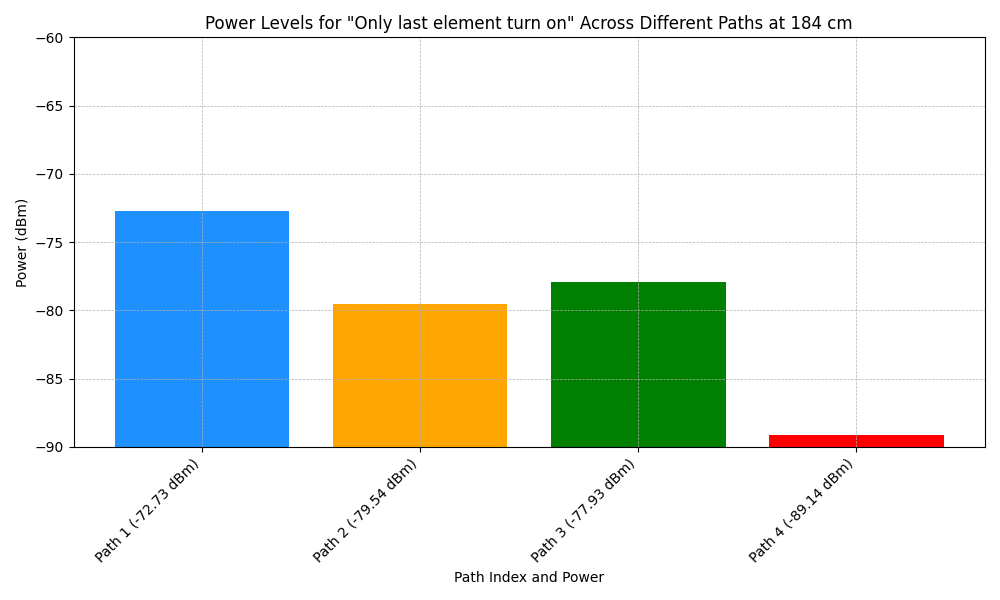 Power Levels for "Only last element turn on" Across Different Paths at 184 cm
Power (dBm)
−60
−65
−70
−75
−80
−85
−90
Path 1 (-72.73 dBm)
Path 2 (-79.54 dBm)
Path 3 (-77.93 dBm)
Path 4 (-89.14 dBm)
Path Index and Power